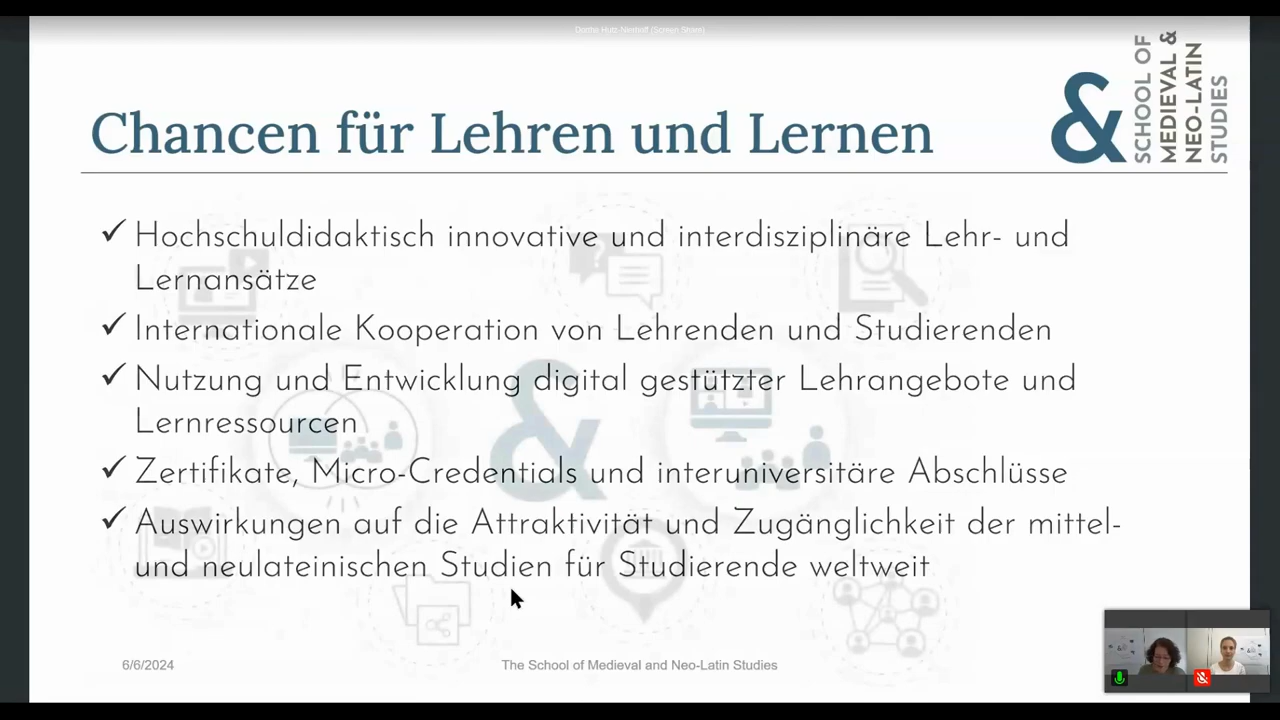 SCHOOL OF
MEDIEVAL &
NEO-LATIN
STUDIES
&
Chancen für Lehren und Lernen
✓ Hochschuldidaktisch innovative und interdisziplinäre Lehr- und
Lernansätze
✓ Internationale Kooperation von Lehrenden und Studierenden
✓ Nutzung und Entwicklung digital gestützter Lehrangebote und
Lernressourcen
✓ Zertifikate, Micro-Credentials und interuniversitäre Abschlüsse
✓ Auswirkungen auf die Attraktivität und Zugänglichkeit der mittel-
und neulateinischen Studien für Studierende weltweit
6/6/2024
The School of Medieval and Neo-Latin Studies